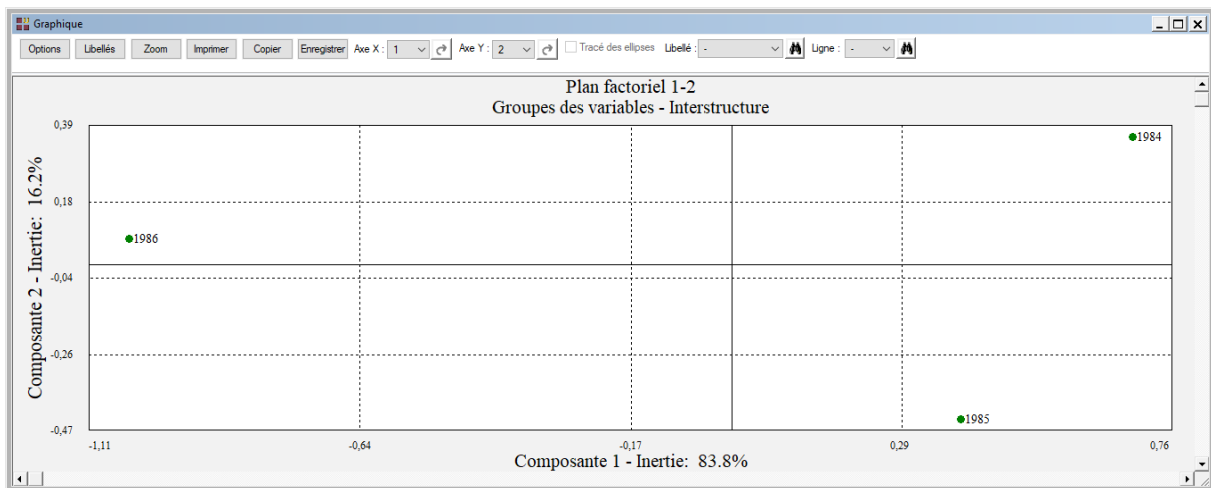 Graphique
Options Libellés Zoom Imprimer Copier Enregistrer Axe X : 1 Axe Y : 2 Tracé des ellipses Libellé : - Ligne : -
Plan factoriel 1-2
Groupes des variables - Interstructure
0,39
1984
Composante 2 - Inertie: 16.2%
0,18
1986
-0,04
-0,26
1985
-0,47
-1,11 -0,64 -0,17 0,29 0,76
Composante 1 - Inertie: 83.8%